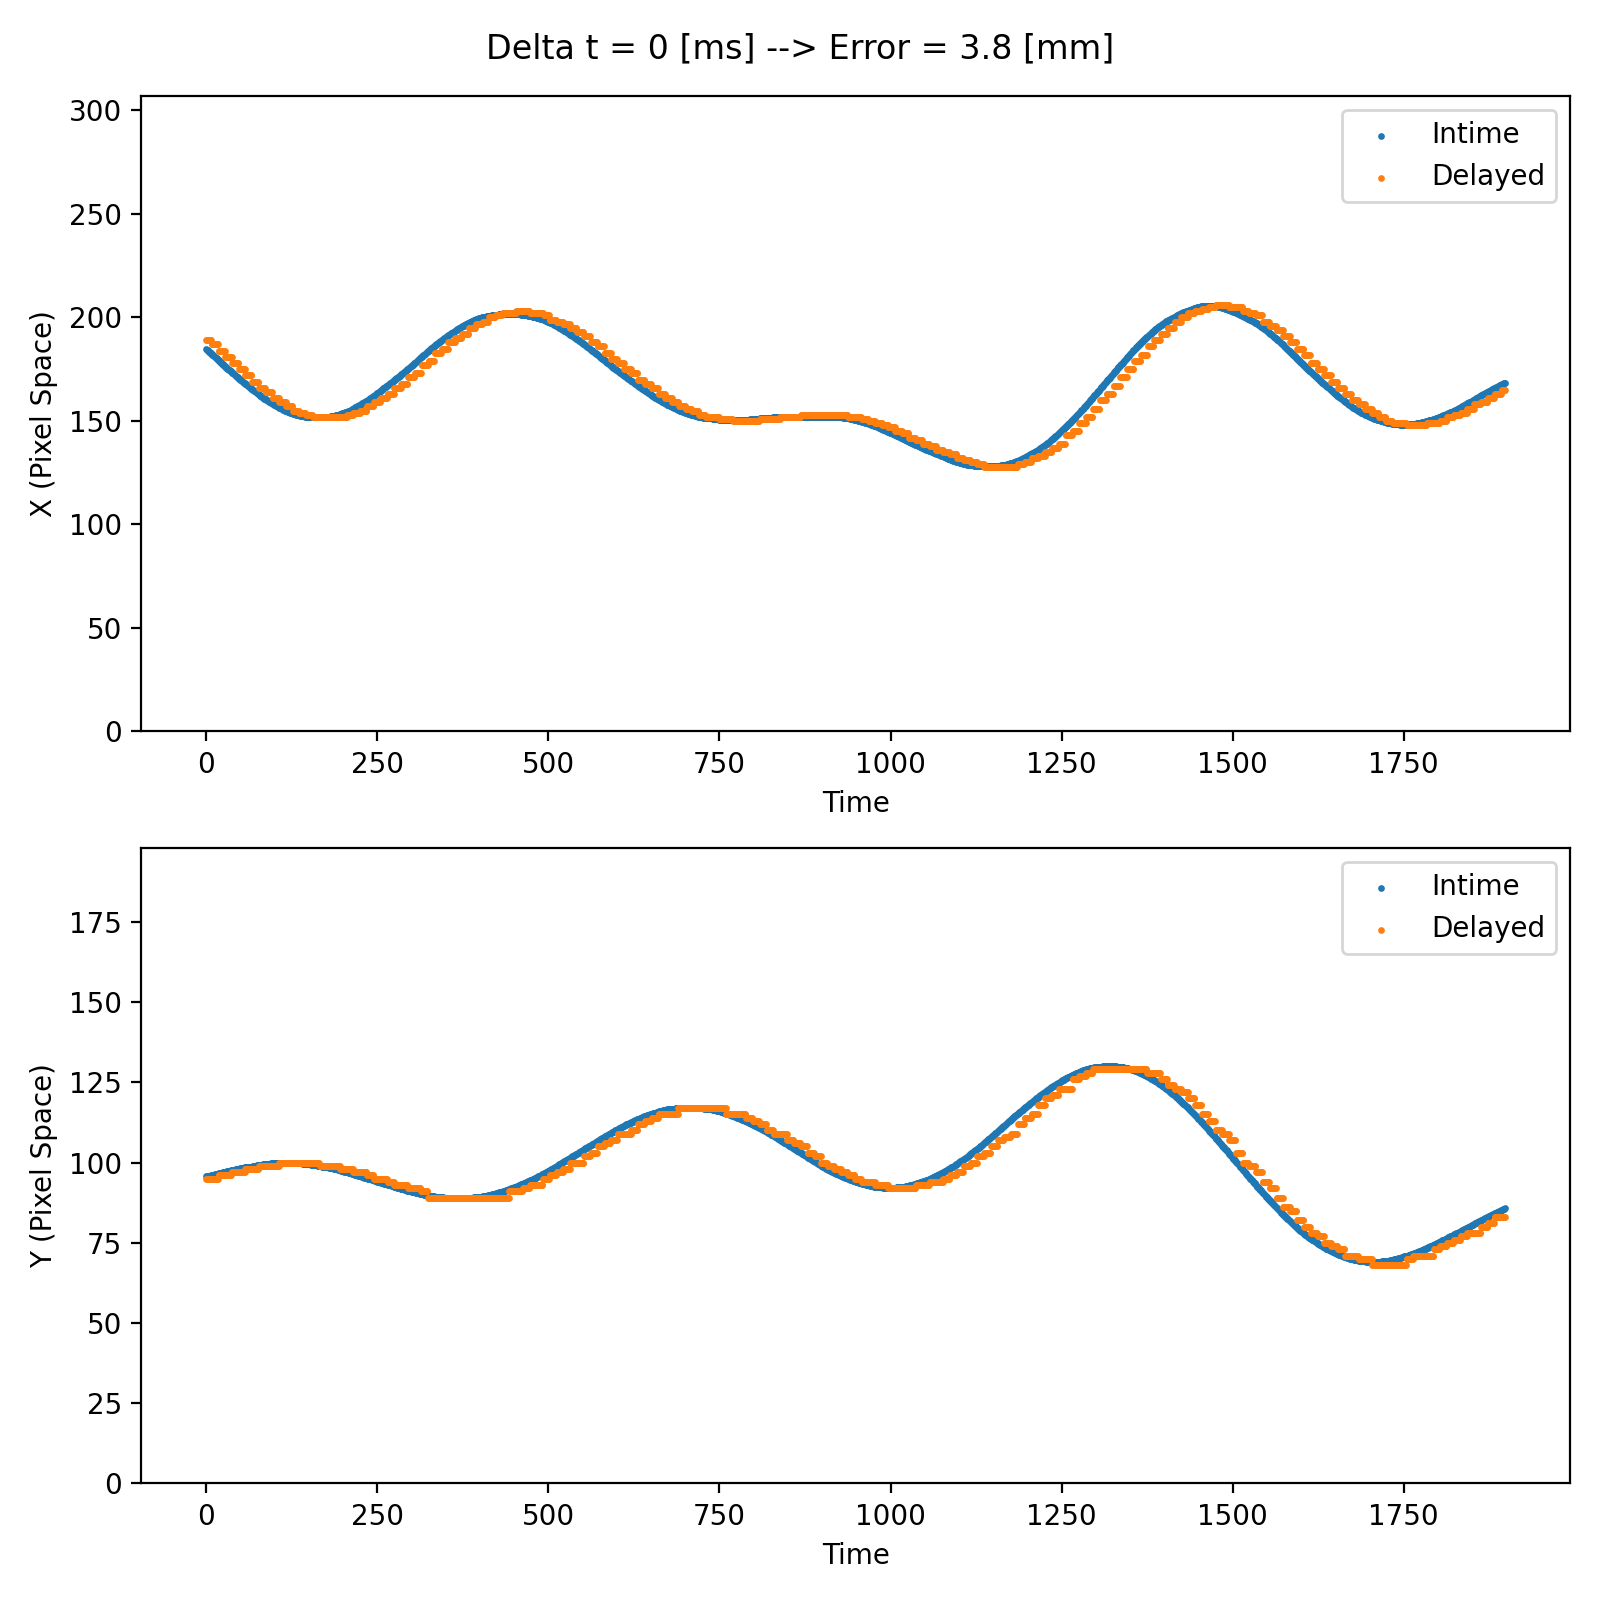 Delta t = 0 [ms] --> Error = 3.8 [mm]
300
250
200
150
100
50
0
X (Pixel Space)
Intime
Delayed
0 250 500 750 1000 1250 1500 1750
Time
175
150
125
100
75
50
25
0
Y (Pixel Space)
Intime
Delayed
0 250 500 750 1000 1250 1500 1750
Time